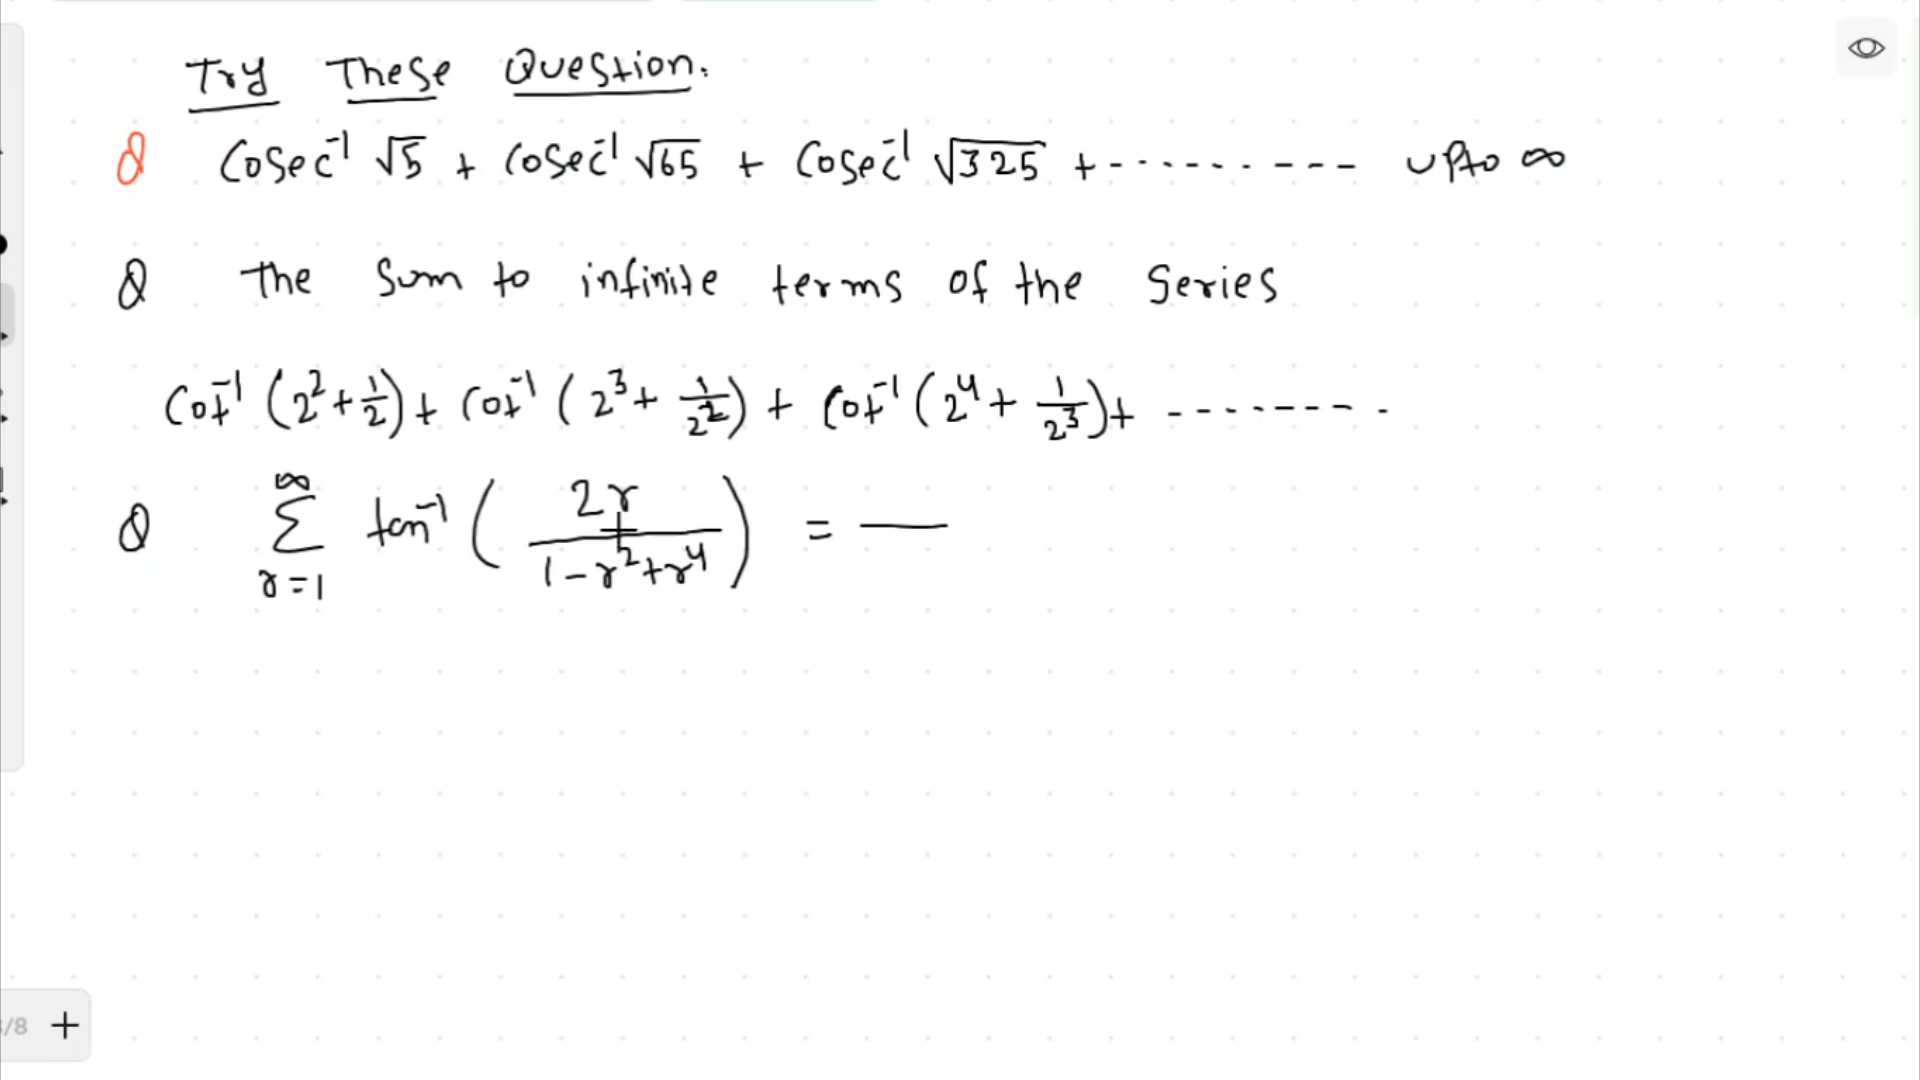 Try These Question.
Q Cosec⁻¹ √5 + Cosec⁻¹ √65 + Cosec⁻¹ √325 + ---------- upto ∞
Q The Sum to infinite terms of the Series
Cot⁻¹ (2² + 1/2) + Cot⁻¹ (2³ + 1/2²) + Cot⁻¹ (2⁴ + 1/2³) + --------
Q ∞∑r=1 tan⁻¹ (2r / 1-r²+r⁴) = __
/8 +